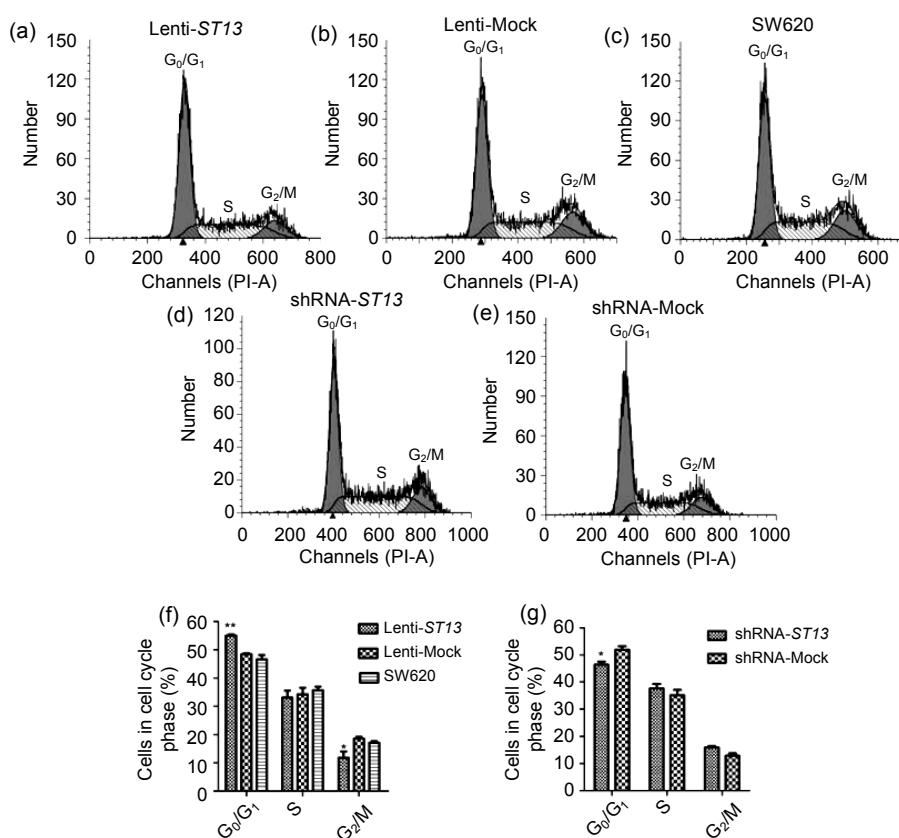 (a) Lenti-ST13
Number
150
120
90
60
30
0
G₀/G₁
S
G₂/M
0 200 400 600 800
Channels (PI-A)
(b) Lenti-Mock
Number
150
120
90
60
30
0
G₀/G₁
S
G₂/M
0 200 400 600
Channels (PI-A)
(c) SW620
Number
150
120
90
60
30
0
G₀/G₁
S
G₂/M
0 200 400 600
Channels (PI-A)
(d) shRNA-ST13
Number
120
100
80
60
40
20
0
G₀/G₁
S
G₂/M
0 200 400 600 800 1000
Channels (PI-A)
(e) shRNA-Mock
Number
150
120
90
60
30
0
G₀/G₁
S
G₂/M
0 200 400 600 800 1000
Channels (PI-A)
(f)
Cells in cell cycle
phase (%)
60
50
40
30
20
10
0
**
*
Lenti-ST13
Lenti-Mock
SW620
G₀/G₁ S G₂/M
(g)
Cells in cell cycle
phase (%)
60
50
40
30
20
10
0
*
shRNA-ST13
shRNA-Mock
G₀/G₁ S G₂/M